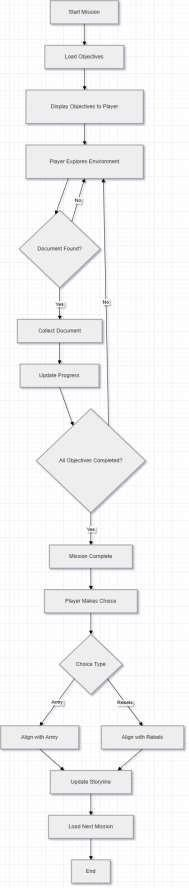 Start Mission
Load Objectives
Display Objectives to Player
Player Explores Environment
No
Document Found?
Yes
Collect Document
No
Update Progress
All Objectives Completed?
Yes
Mission Complete
Player Makes Choice
Choice Type
Army
Rebels
Align with Army
Align with Rebels
Update Storyline
Load Next Mission
End